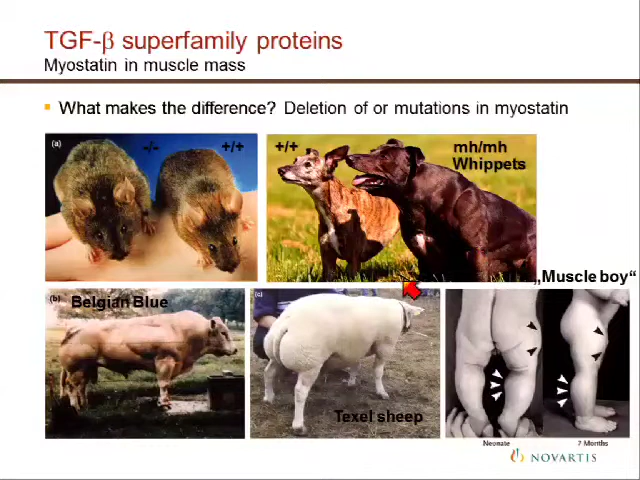 TGF-β superfamily proteins
Myostatin in muscle mass
What makes the difference? Deletion of or mutations in myostatin
(a)
-/-
+/+
+/+
mh/mh
Whippets
„Muscle boy“
(b)
Belgian Blue
(c)
Texel sheep
Neonate
7 Months
NOVARTIS